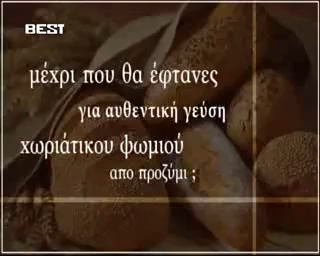 BEST
μέχρι που θα έφτανες
για αυθεντική γεύση
χωριάτικου ψωμιού
απο προζύμι ;